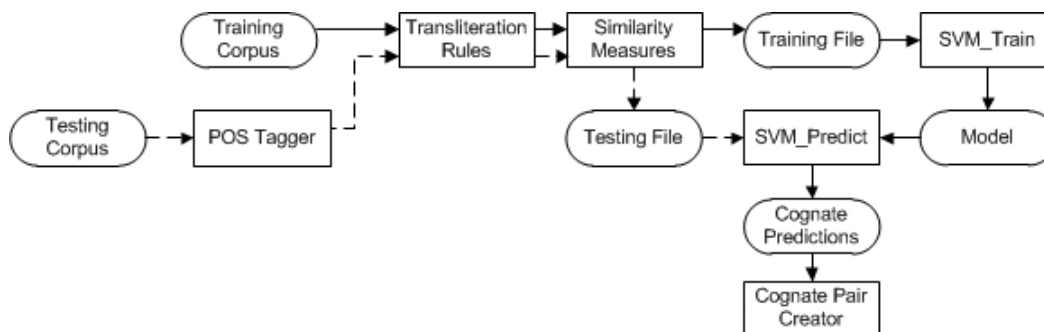 Training
Corpus
Transliteration
Rules
Similarity
Measures
Training File
SVM_Train
Testing
Corpus
POS Tagger
Testing File
SVM_Predict
Model
Cognate
Predictions
Cognate Pair
Creator